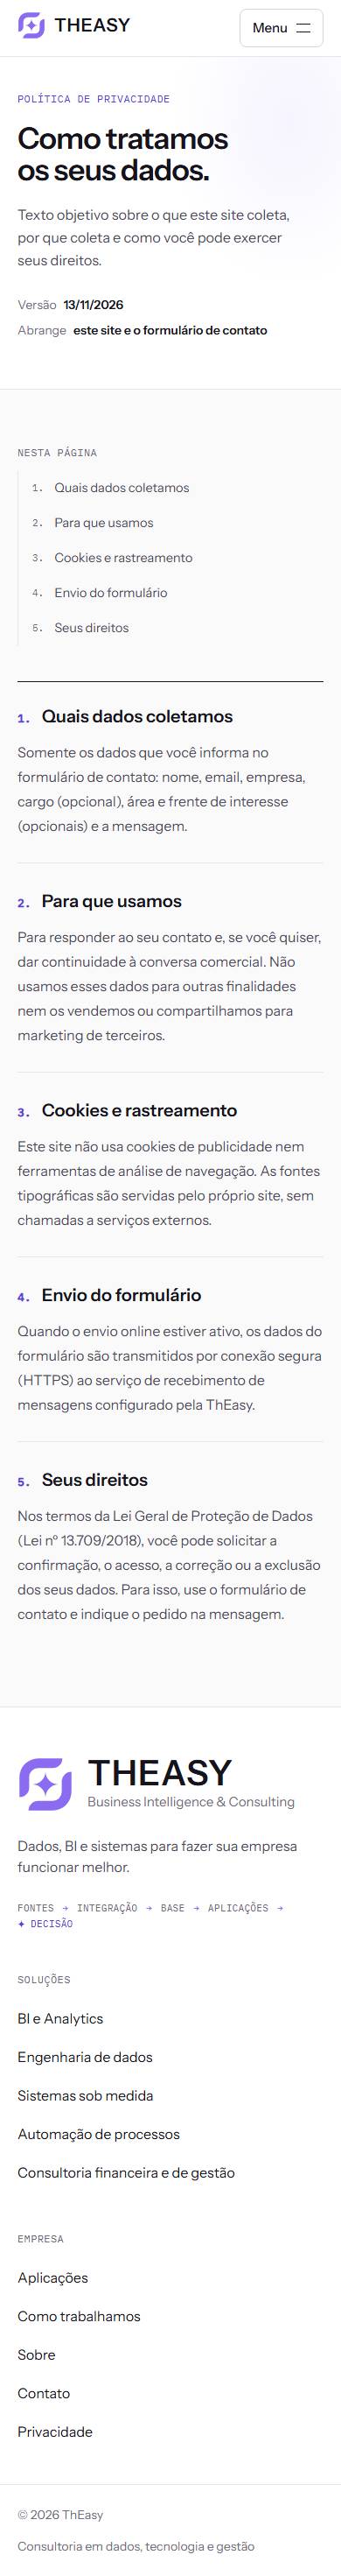 THEASY
Menu
POLÍTICA DE PRIVACIDADE
Como tratamos
os seus dados.
Texto objetivo sobre o que este site coleta,
por que coleta e como você pode exercer
seus direitos.
Versão 13/11/2026
Abrange este site e o formulário de contato
NESTA PÁGINA
1. Quais dados coletamos
2. Para que usamos
3. Cookies e rastreamento
4. Envio do formulário
5. Seus direitos
1. Quais dados coletamos
Somente os dados que você informa no
formulário de contato: nome, email, empresa,
cargo (opcional), área e frente de interesse
(opcionais) e a mensagem.
2. Para que usamos
Para responder ao seu contato e, se você quiser,
dar continuidade à conversa comercial. Não
usamos esses dados para outras finalidades
nem os vendemos ou compartilhamos para
marketing de terceiros.
3. Cookies e rastreamento
Este site não usa cookies de publicidade nem
ferramentas de análise de navegação. As fontes
tipográficas são servidas pelo próprio site, sem
chamadas a serviços externos.
4. Envio do formulário
Quando o envio online estiver ativo, os dados do
formulário são transmitidos por conexão segura
(HTTPS) ao serviço de recebimento de
mensagens configurado pela ThEasy.
5. Seus direitos
Nos termos da Lei Geral de Proteção de Dados
(Lei nº 13.709/2018), você pode solicitar a
confirmação, o acesso, a correção ou a exclusão
dos seus dados. Para isso, use o formulário de
contato e indique o pedido na mensagem.
THEASY
Business Intelligence & Consulting
Dados, BI e sistemas para fazer sua empresa
funcionar melhor.
FONTES → INTEGRAÇÃO → BASE → APLICAÇÕES →
✦ DECISÃO
SOLUÇÕES
BI e Analytics
Engenharia de dados
Sistemas sob medida
Automação de processos
Consultoria financeira e de gestão
EMPRESA
Aplicações
Como trabalhamos
Sobre
Contato
Privacidade
© 2026 ThEasy
Consultoria em dados, tecnologia e gestão